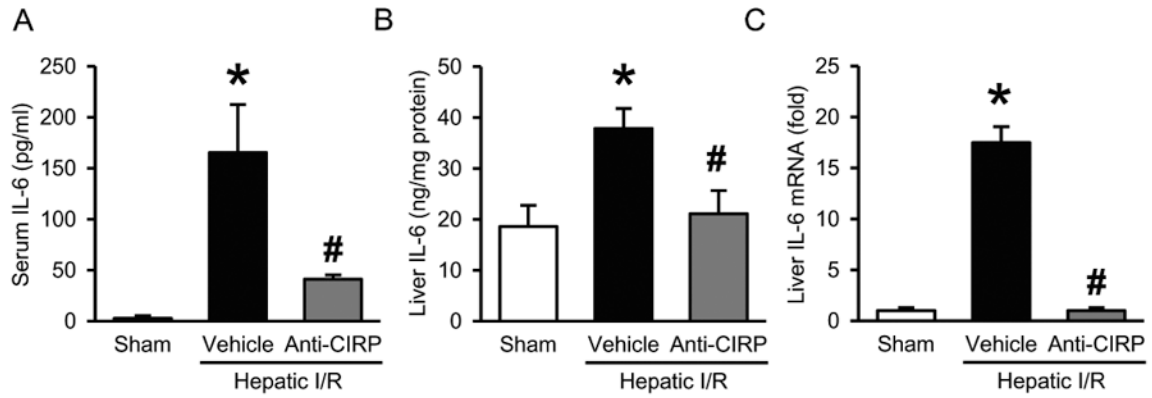 A
Serum IL-6 (pg/ml)
250
200
150
100
50
0
*
#
Sham
Vehicle
Anti-CIRP
Hepatic I/R
B
Liver IL-6 (ng/mg protein)
50
40
30
20
10
0
*
#
Sham
Vehicle
Anti-CIRP
Hepatic I/R
C
Liver IL-6 mRNA (fold)
25
20
15
10
5
0
*
#
Sham
Vehicle
Anti-CIRP
Hepatic I/R